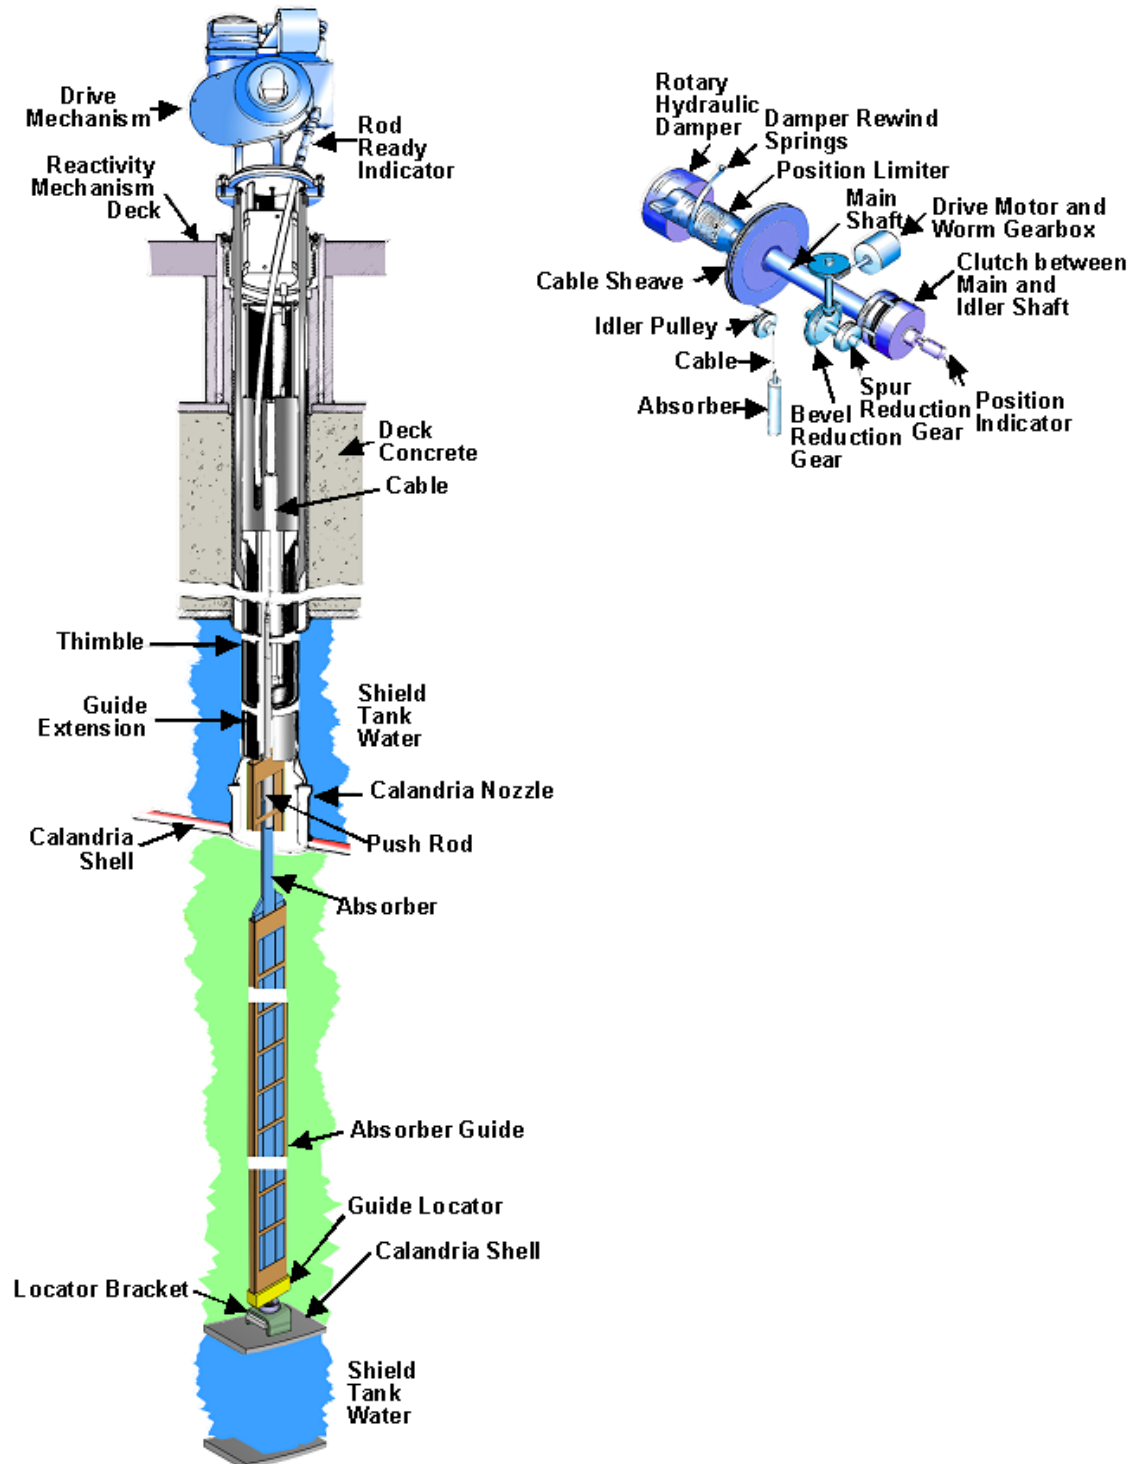 Drive
Mechanism
Rod
Ready
Indicator
Reactivity
Mechanism
Deck
Deck
Concrete
Cable
Thimble
Guide
Extension
Shield
Tank
Water
Calandria Nozzle
Calandria
Shell
Push Rod
Absorber
Absorber Guide
Guide Locator
Calandria Shell
Locator Bracket
Shield
Tank
Water
Rotary
Hydraulic
Damper
Damper Rewind
Springs
Position Limiter
Main
Shaft
Drive Motor and
Worm Gearbox
Cable Sheave
Clutch between
Main and
Idler Shaft
Idler Pulley
Cable
Absorber
Bevel
Reduction
Gear
Spur
Reduction
Gear
Position
Indicator